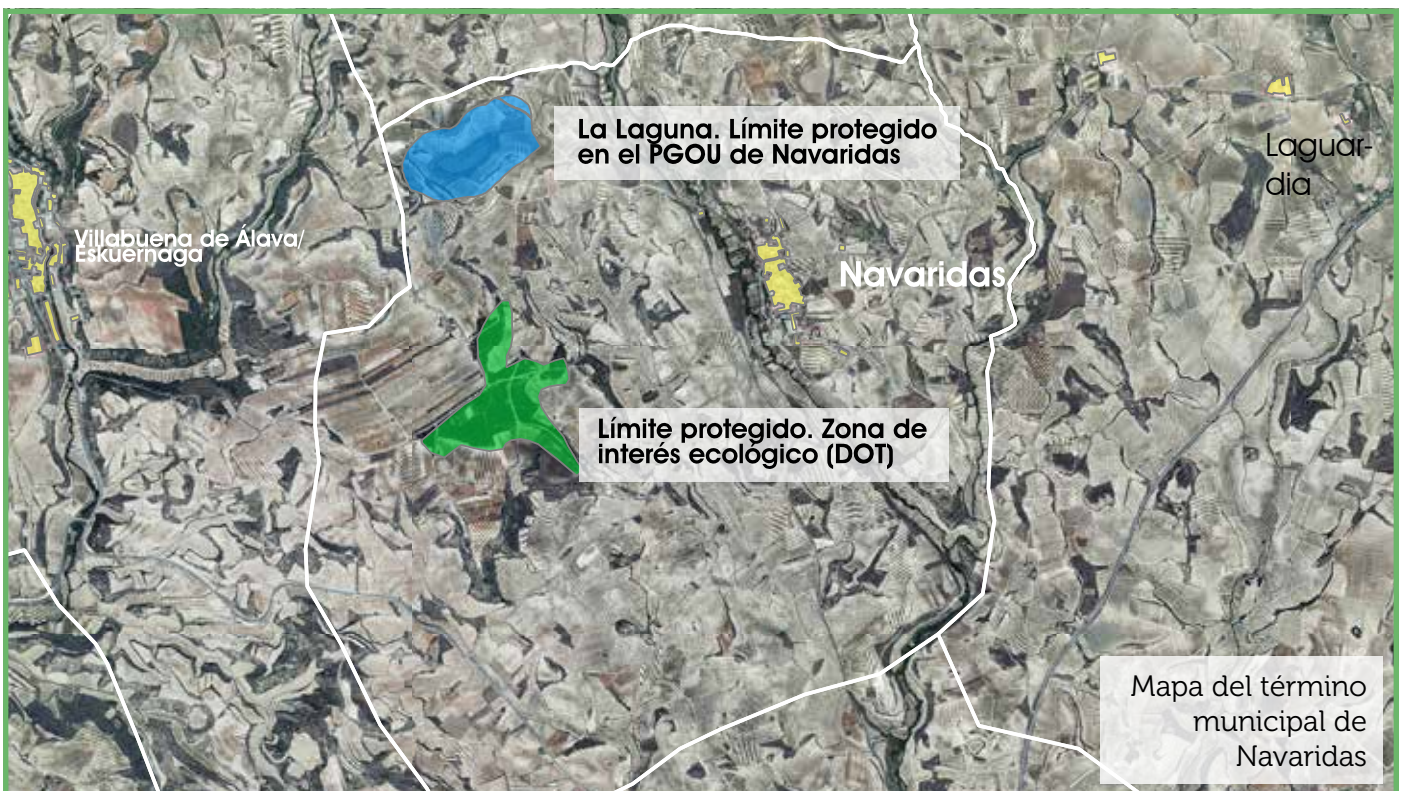 La Laguna. Límite protegido
en el PGOU de Navaridas
Laguar-
dia
Villabuena de Álava/
Eskuernaga
Navaridas
Límite protegido. Zona de
interés ecológico (DOT)
Mapa del término
municipal de
Navaridas